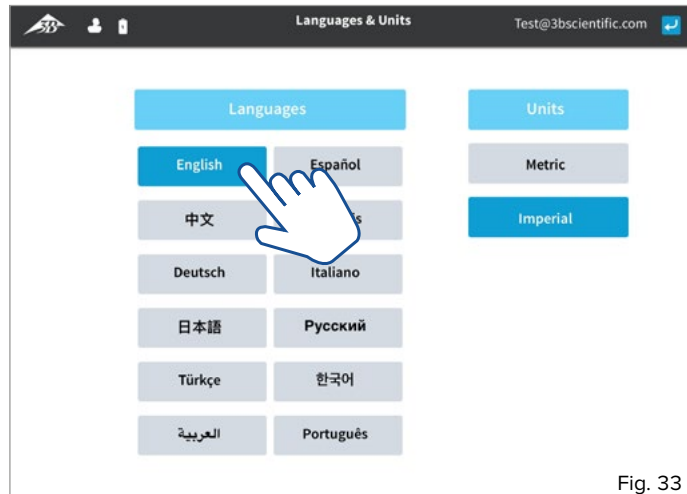 3B Languages & Units Test@3bscientific.com
Languages Units
English Español Metric
中文 Imperial
Deutsch Italiano
日本語 Русский
Türkçe 한국어
العربية Português
Fig. 33